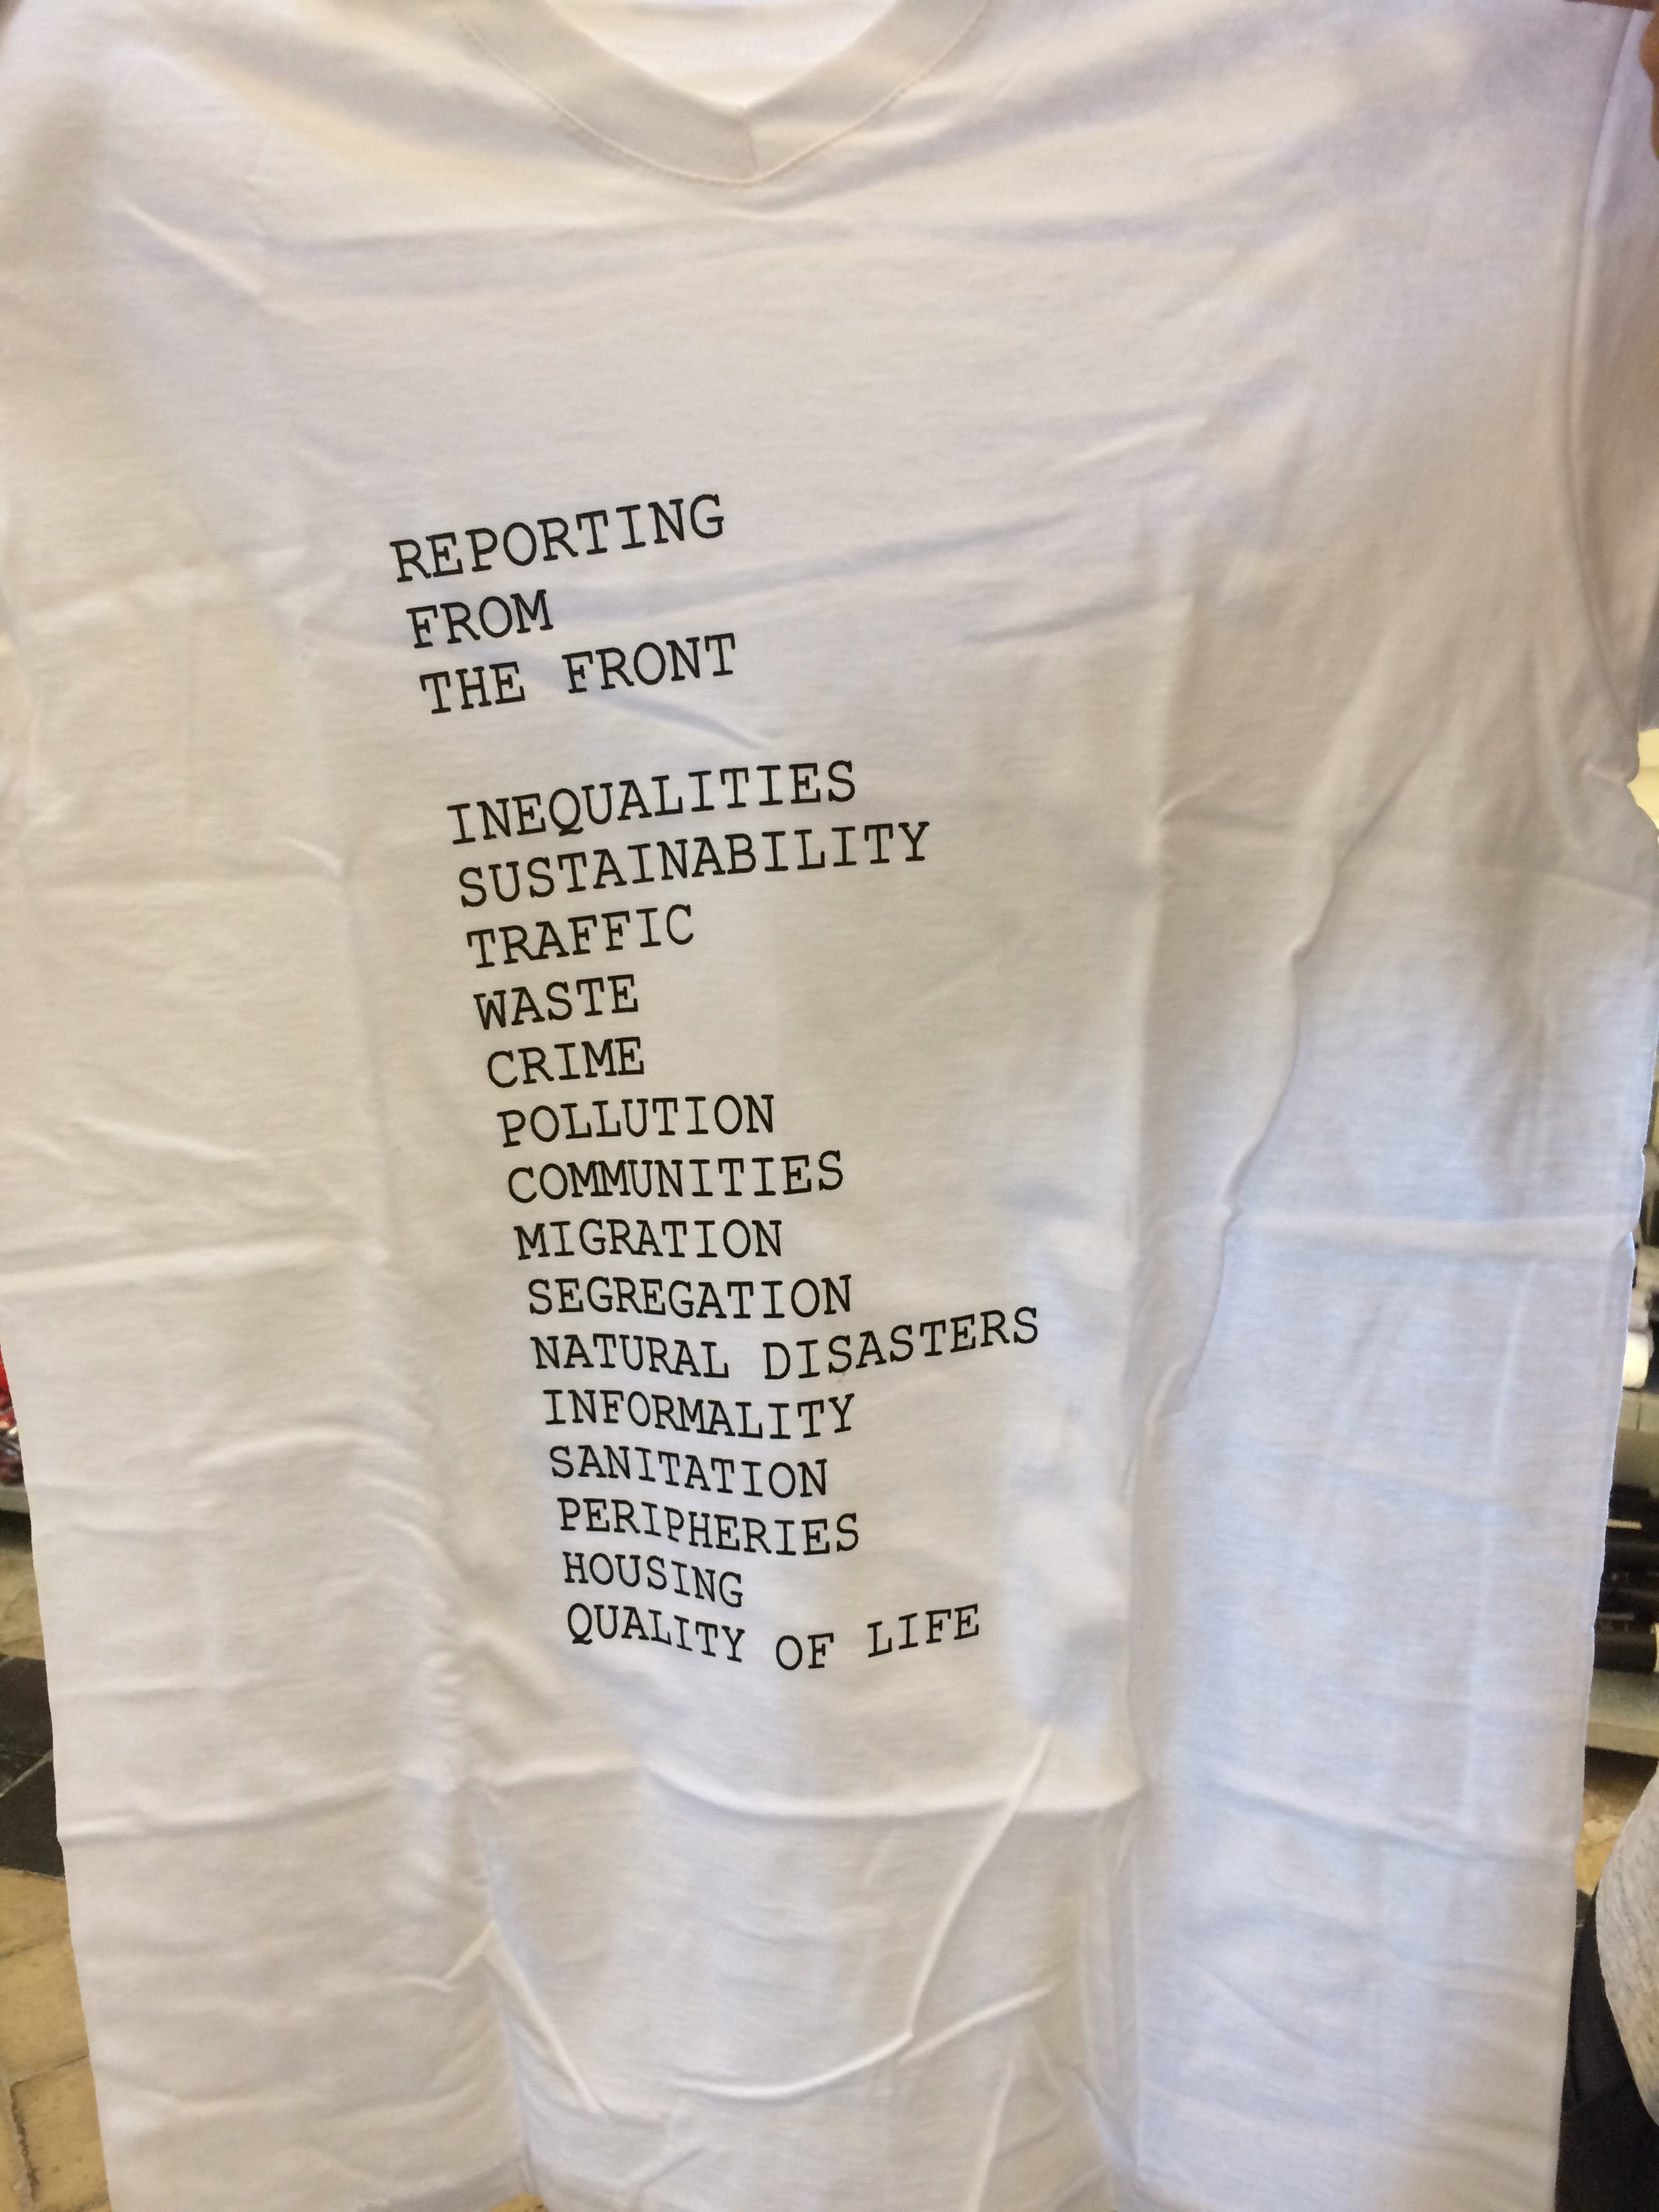 REPORTING
FROM
THE FRONT
INEQUALITIES
SUSTAINABILITY
TRAFFIC
WASTE
CRIME
POLLUTION
COMMUNITIES
MIGRATION
SEGREGATION
NATURAL DISASTERS
INFORMALITY
SANITATION
PERIPHERIES
HOUSING
QUALITY OF LIFE